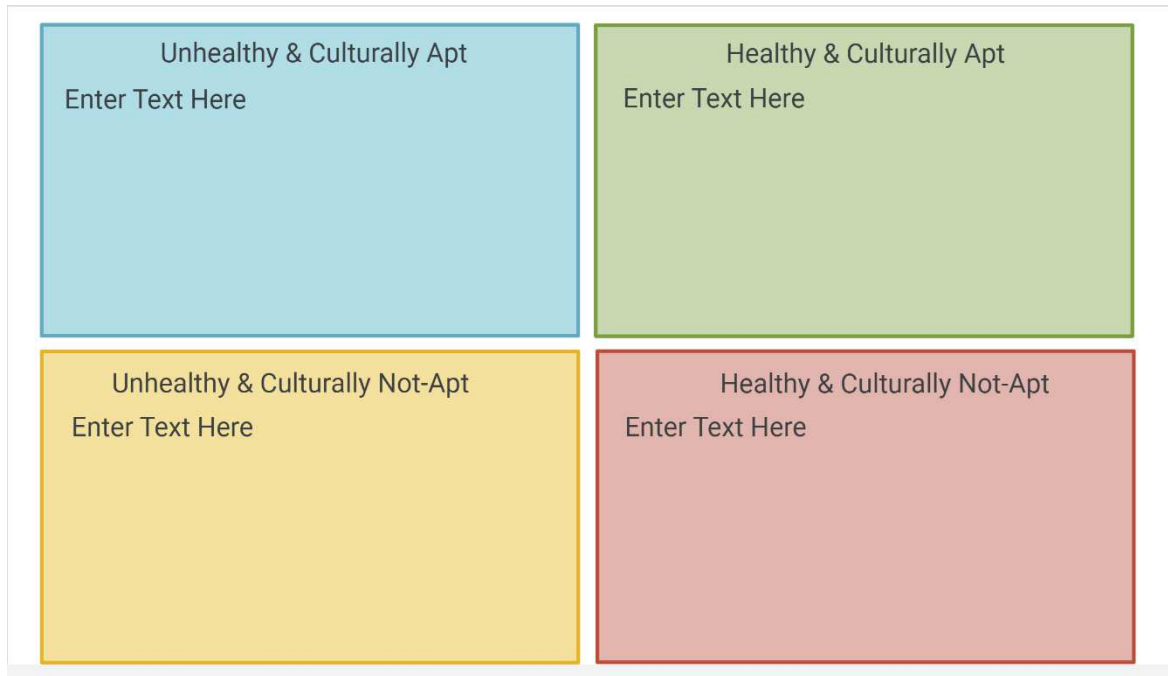 Unhealthy & Culturally Apt
Enter Text Here
Healthy & Culturally Apt
Enter Text Here
Unhealthy & Culturally Not-Apt
Enter Text Here
Healthy & Culturally Not-Apt
Enter Text Here